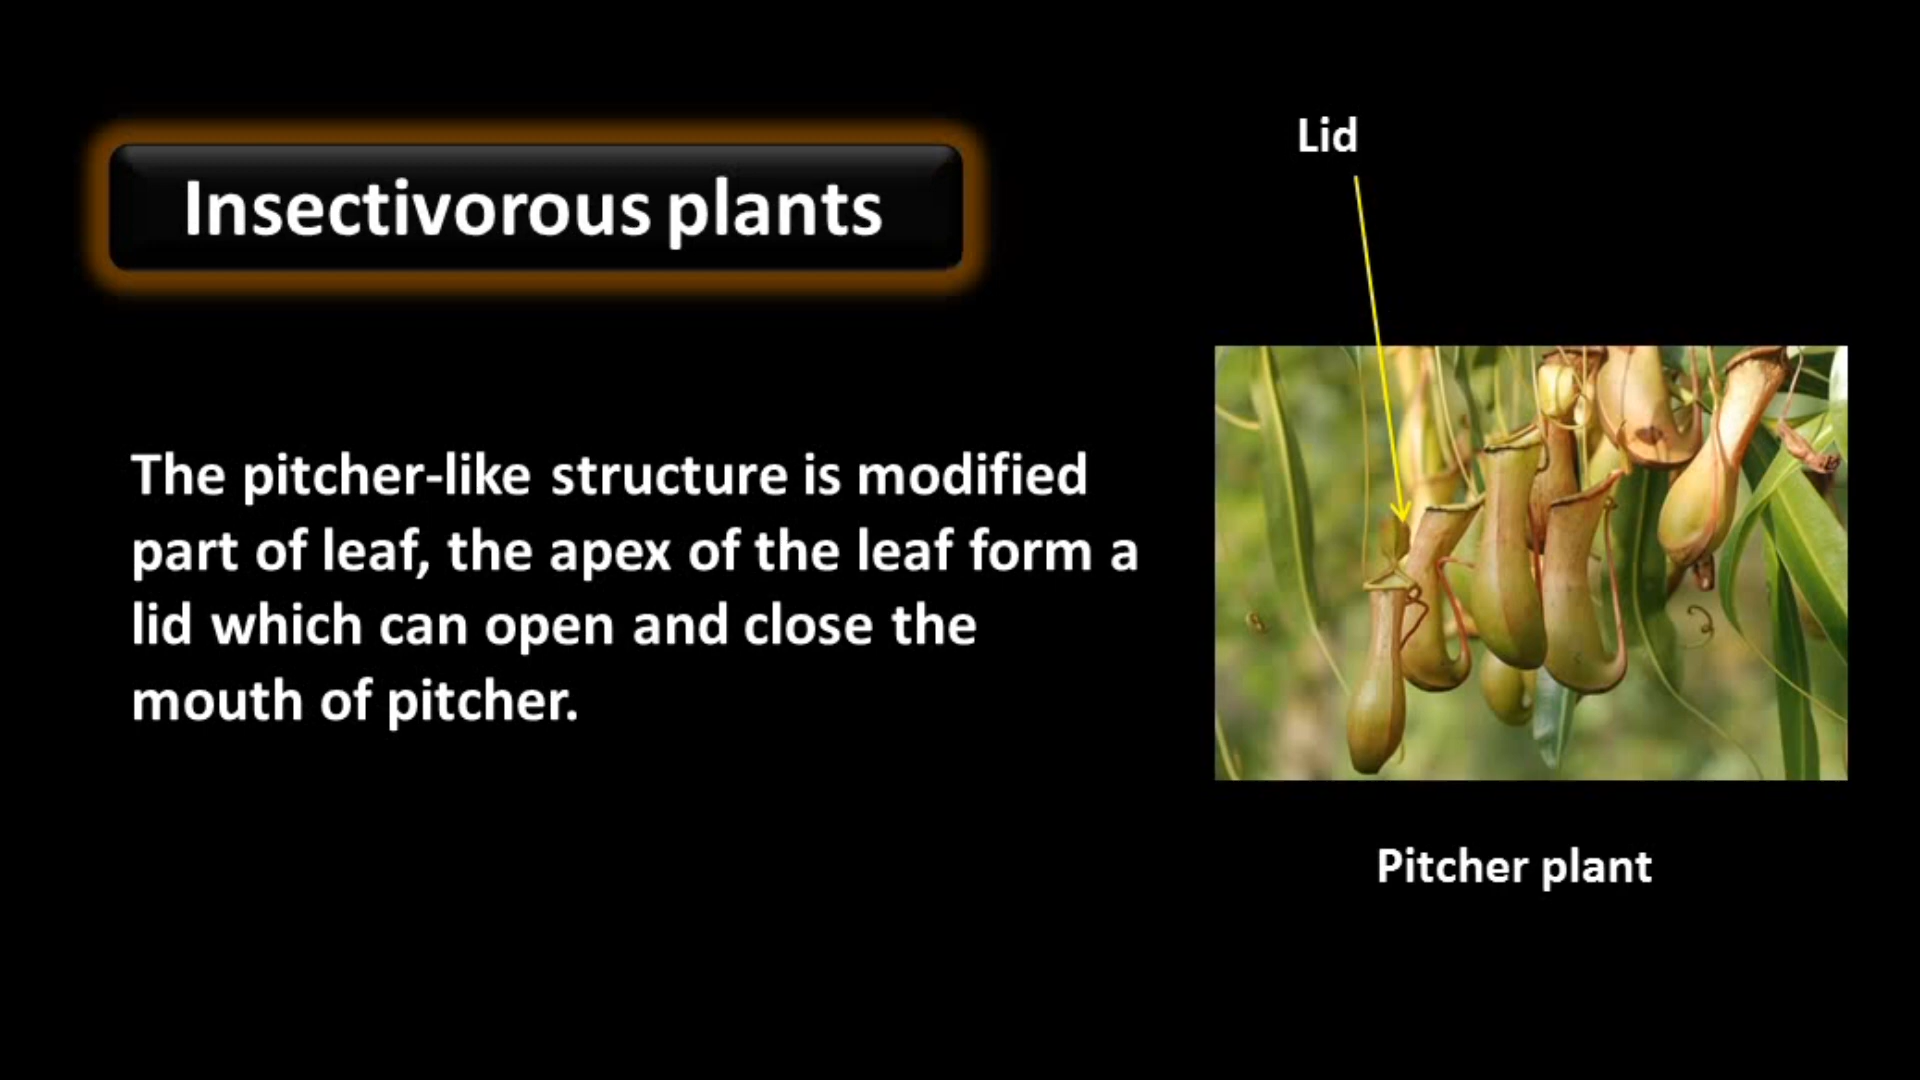 Insectivorous plants
Lid
The pitcher-like structure is modified
part of leaf, the apex of the leaf form a
lid which can open and close the
mouth of pitcher.
Pitcher plant